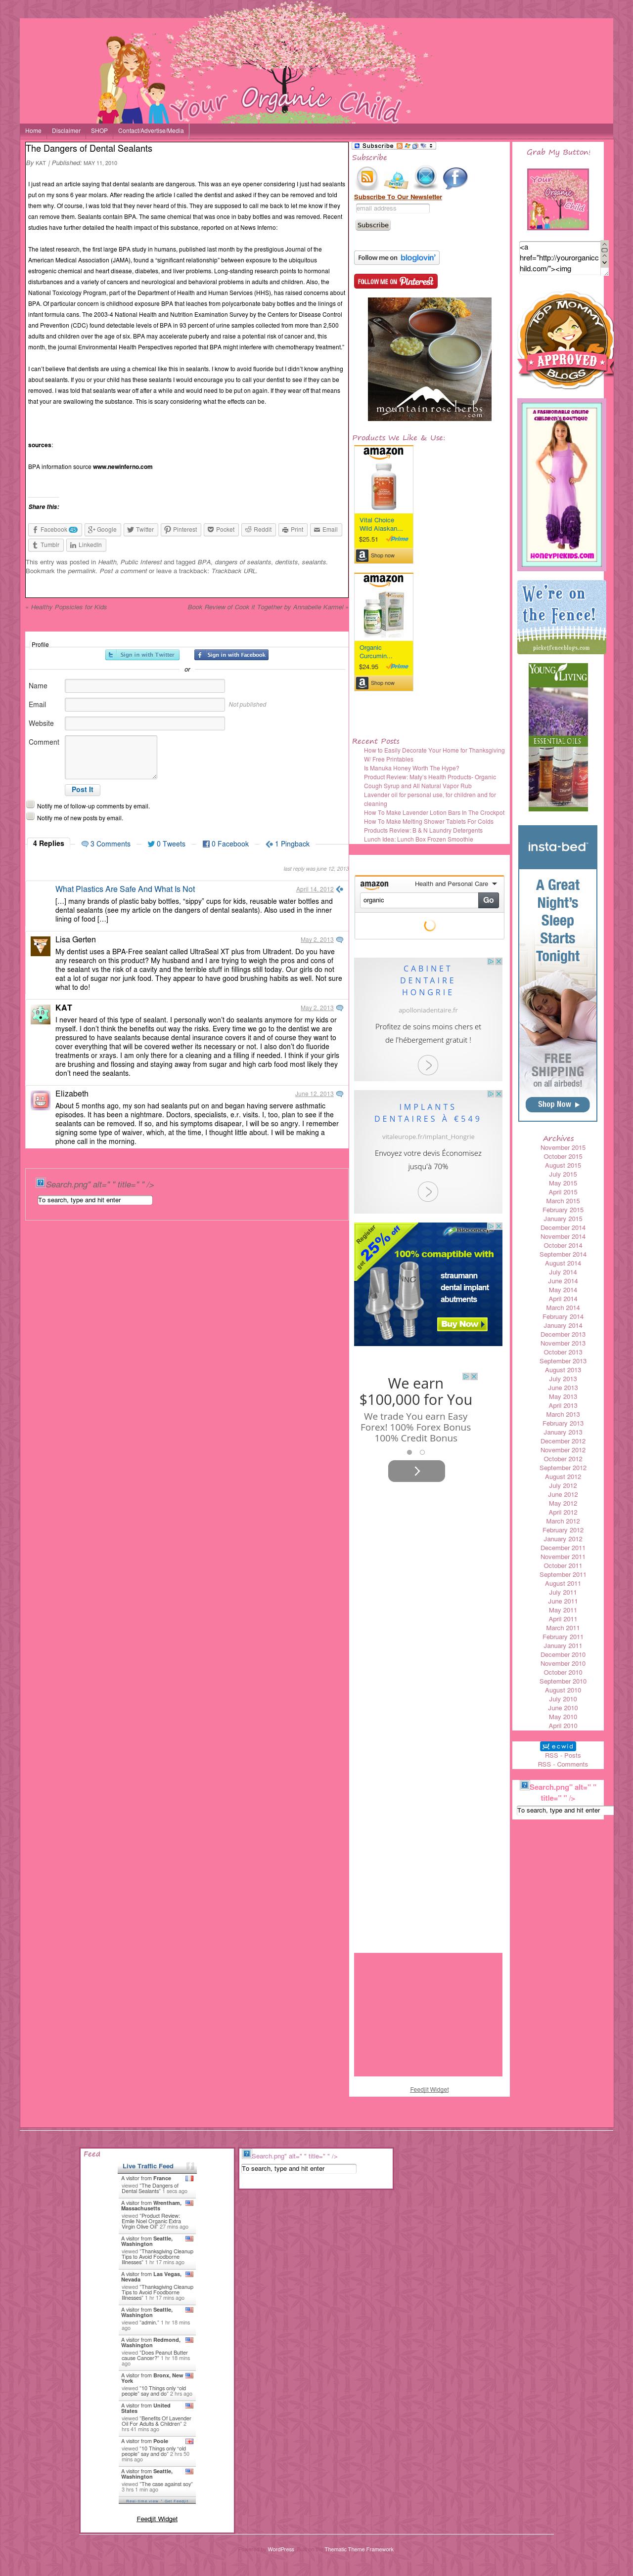 Your Organic Child
Home
Disclaimer
SHOP
Contact/Advertise/Media
The Dangers of Dental Sealants
By KAT | Published: MAY 11, 2010
I just read an article saying that dental sealants are dangerous. This was an eye opener considering I just had sealants
put on my sons 6 year molars. Even though I consented to this I asked the dentist and asked if they can be removed and told
them why. Of course, I was told that they never heard of this such a thing but she told me to let me know if they
can remove them. Sealants contain BPA. The same chemical that was once in baby bottles and was removed. Recent
studies have further cited evidence of this subject, as reported on at News inferno:
The latest research, the first large BPA study in humans, published last month by the prestigious Journal of the
American Medical Association (JAMA), found a "significant relationship" between exposure to the ubiquitous
estrogenic chemical and heart disease, diabetes, and liver problems. Long-standing research has links to hormonal
disturbances and a variety of cancers and neurological and behavioral problems in infants and children. Also, the
National Toxicology Program, part of the Department of Health and Human Services (HHS), has raised concerns about
BPA. Of particular concern is childhood exposure to BPA that leaches from polycarbonate baby bottles and the linings of
infant formula cans. The 2003-4 National Health and Nutrition Examination Survey by the Centers for Disease Control
and Prevention (CDC) found detectable levels of BPA in 93 percent of urine samples collected from more than 2,500
adults and children over the age of six. BPA may accelerate puberty and raise a potential risk of cancer and, this
month, the journal Environmental Health Perspectives reported that BPA might interfere with chemotherapy treatment."
I can't believe that dentists are using a chemical like this in sealants. I know to avoid fluoride but I didn't know anything
about sealants. If you or your child has these sealants I would encourage you to call your dentist to see if they can be
removed. I was told that sealants wear off after a while and would need to be put on again. If they wear off that means
that your are swallowing the substance. This is scary considering what the effects can be.
sources:
BPA information source www.newinferno.com
Share this:
Facebook
Google
Twitter
Pinterest
Pocket
Reddit
Print
Email
Tumblr
LinkedIn
This entry was posted in Health, Public Interest and tagged BPA, dangers of sealants, dentists, sealants.
Bookmark the permalink. Post a comment or leave a trackback: Trackback URL.
« Healthy Popsicles for Kids
Book Review of Cook it Together by Annabelle Karmel »
Profile
Sign in with Twitter
Sign in with Facebook
or
Name
Email
Not published
Website
Comment
Post It
Notify me of follow-up comments by email.
Notify me of new posts by email.
4 Replies
3 Comments
0 Tweets
0 Facebook
1 Pingback
last reply was June 12, 2013
What Plastics Are Safe And What Is Not
April 14, 2012
[…] many brands of plastic baby bottles, "sippy" cups for kids, reusable water bottles and
dental sealants (see my article on the dangers of dental sealants). Also used in the inner
lining of food […]
Lisa Gerten
May 2, 2013
My dentist uses a BPA-Free sealant called UltraSeal XT plus from Ultradent. Do you have
any research on this product? My husband and I are trying to weigh the pros and cons of
the sealant vs the risk of a cavity and the terrible stuff in fillings still today. Our girls do not
eat a lot of sugar nor junk food. They appear to have good brushing habits as well. Not sure
what to do!
KAT
May 2, 2013
I never heard of this type of sealant. I personally won't do sealants anymore for my kids or
myself. I don't think the benefits out way the risks. Every time we go to the dentist we are
pressured to have sealants because dental insurance covers it and of course they want to
do everything that will be covered wether its necessary or not. I also don't do fluoride
treatments or xrays. I am only there for a cleaning and a filling if needed. I think if your girls
are brushing and flossing and staying away from sugar and high carb food most likely they
don't need the sealants.
Elizabeth
June 12, 2013
About 5 months ago, my son had sealants put on and began having severe asthmatic
episodes. It has been a nightmare. Doctors, specialists, e.r. visits. I, too, plan to see if the
sealants can be removed. If so, and his symptoms disappear, I will be so angry. It started
happening some years ago when my daughter had sealants, too. She suddenly became
symptomatic for asthma or worse, which, at the time, I thought little about. I will be making a
phone call in the morning.
Search.png" alt=" " title=" " />
To search, type and hit enter
Subscribe
Subscribe
Subscribe To Our Newsletter
email address
Subscribe
Follow me on bloglovin'
FOLLOW ME ON Pinterest
mountain rose herbs
.com
Products We Like & Use:
amazon
Vital Choice
Wild Alaskan...
$25.51
Prime
Shop now
amazon
Organic
Curcumin...
$24.95
Prime
Shop now
Recent Posts
How to Easily Decorate Your Home for Thanksgiving
W/ Free Printables
Is Manuka Honey Worth The Hype?
Product Review: Maty's Health Products- Organic
Cough Syrup and All Natural Vapor Rub
Lavender oil for personal use, for children and for
cleaning
How To Make Lavender Lotion Bars In The Crockpot
How To Make Melting Shower Tablets For Colds
Products Review: B & N Laundry Detergents
Lunch Idea: Lunch Box Frozen Smoothie
amazon
Health and Personal Care
organic
Go
CABINET
DENTAIRE
HONGRIE
apolloniadentaire.fr
Profitez de soins moins chers et
de l'hébergement gratuit !
IMPLANTS
DENTAIRES À €549
vitaleurope.fr/Implant_Hongrie
Envoyez votre devis Économisez
jusqu'à 70%
Register
get 25% off
Bioconcept
100% comaptible with
straumann
dental implant
abutments
Buy Now
We earn
$100,000 for You
We trade You earn Easy
Forex! 100% Forex Bonus
100% Credit Bonus
Feedjit Widget
Grab My Button!
Your Organic Child
<a
href="http://yourorganicc
hild.com/"><img
TOP MOMMY
APPROVED
BLOGS
A FASHIONABLE ONLINE
CHILDREN'S BOUTIQUE
HONEYPIEKIDS.COM
We're on
the Fence!
picketfenceblogs.com
YOUNG LIVING
ESSENTIAL OILS
insta-bed
A Great
Night's
Sleep
Starts
Tonight
FREE
SHIPPING
on all airbeds!
Shop Now
Archives
November 2015
October 2015
August 2015
July 2015
May 2015
April 2015
March 2015
February 2015
January 2015
December 2014
November 2014
October 2014
September 2014
August 2014
July 2014
June 2014
May 2014
April 2014
March 2014
February 2014
January 2014
December 2013
November 2013
October 2013
September 2013
August 2013
July 2013
June 2013
May 2013
April 2013
March 2013
February 2013
January 2013
December 2012
November 2012
October 2012
September 2012
August 2012
July 2012
June 2012
May 2012
April 2012
March 2012
February 2012
January 2012
December 2011
November 2011
October 2011
September 2011
August 2011
July 2011
June 2011
May 2011
April 2011
March 2011
February 2011
January 2011
December 2010
November 2010
October 2010
September 2010
August 2010
July 2010
June 2010
May 2010
April 2010
ecwid
RSS - Posts
RSS - Comments
Search.png" alt=" "
title=" " />
To search, type and hit enter
Feed
Live Traffic Feed
A visitor from France
viewed "The Dangers of
Dental Sealants" 1 secs ago
A visitor from Wrentham,
Massachusetts
viewed "Product Review:
Emile Noel Organic Extra
Virgin Olive Oil" 27 mins ago
A visitor from Seattle,
Washington
viewed "Thanksgiving Cleanup
Tips to Avoid Foodborne
Illnesses" 1 hr 17 mins ago
A visitor from Las Vegas,
Nevada
viewed "Thanksgiving Cleanup
Tips to Avoid Foodborne
Illnesses" 1 hr 17 mins ago
A visitor from Seattle,
Washington
viewed "admin," 1 hr 18 mins
ago
A visitor from Redmond,
Washington
viewed "Does Peanut Butter
cause Cancer?" 1 hr 18 mins
ago
A visitor from Bronx, New
York
viewed "10 Things only "old
people" say and do" 2 hrs ago
A visitor from United
States
viewed "Benefits Of Lavender
Oil For Adults & Children" 2
hrs 41 mins ago
A visitor from Poole
viewed "10 Things only "old
people" say and do" 2 hrs 50
mins ago
A visitor from Seattle,
Washington
viewed "The case against soy"
3 hrs 1 min ago
Real-time view · Get Feedjit
Feedjit Widget
Search.png" alt=" " title=" " />
To search, type and hit enter
WordPress
Thematic Theme Framework